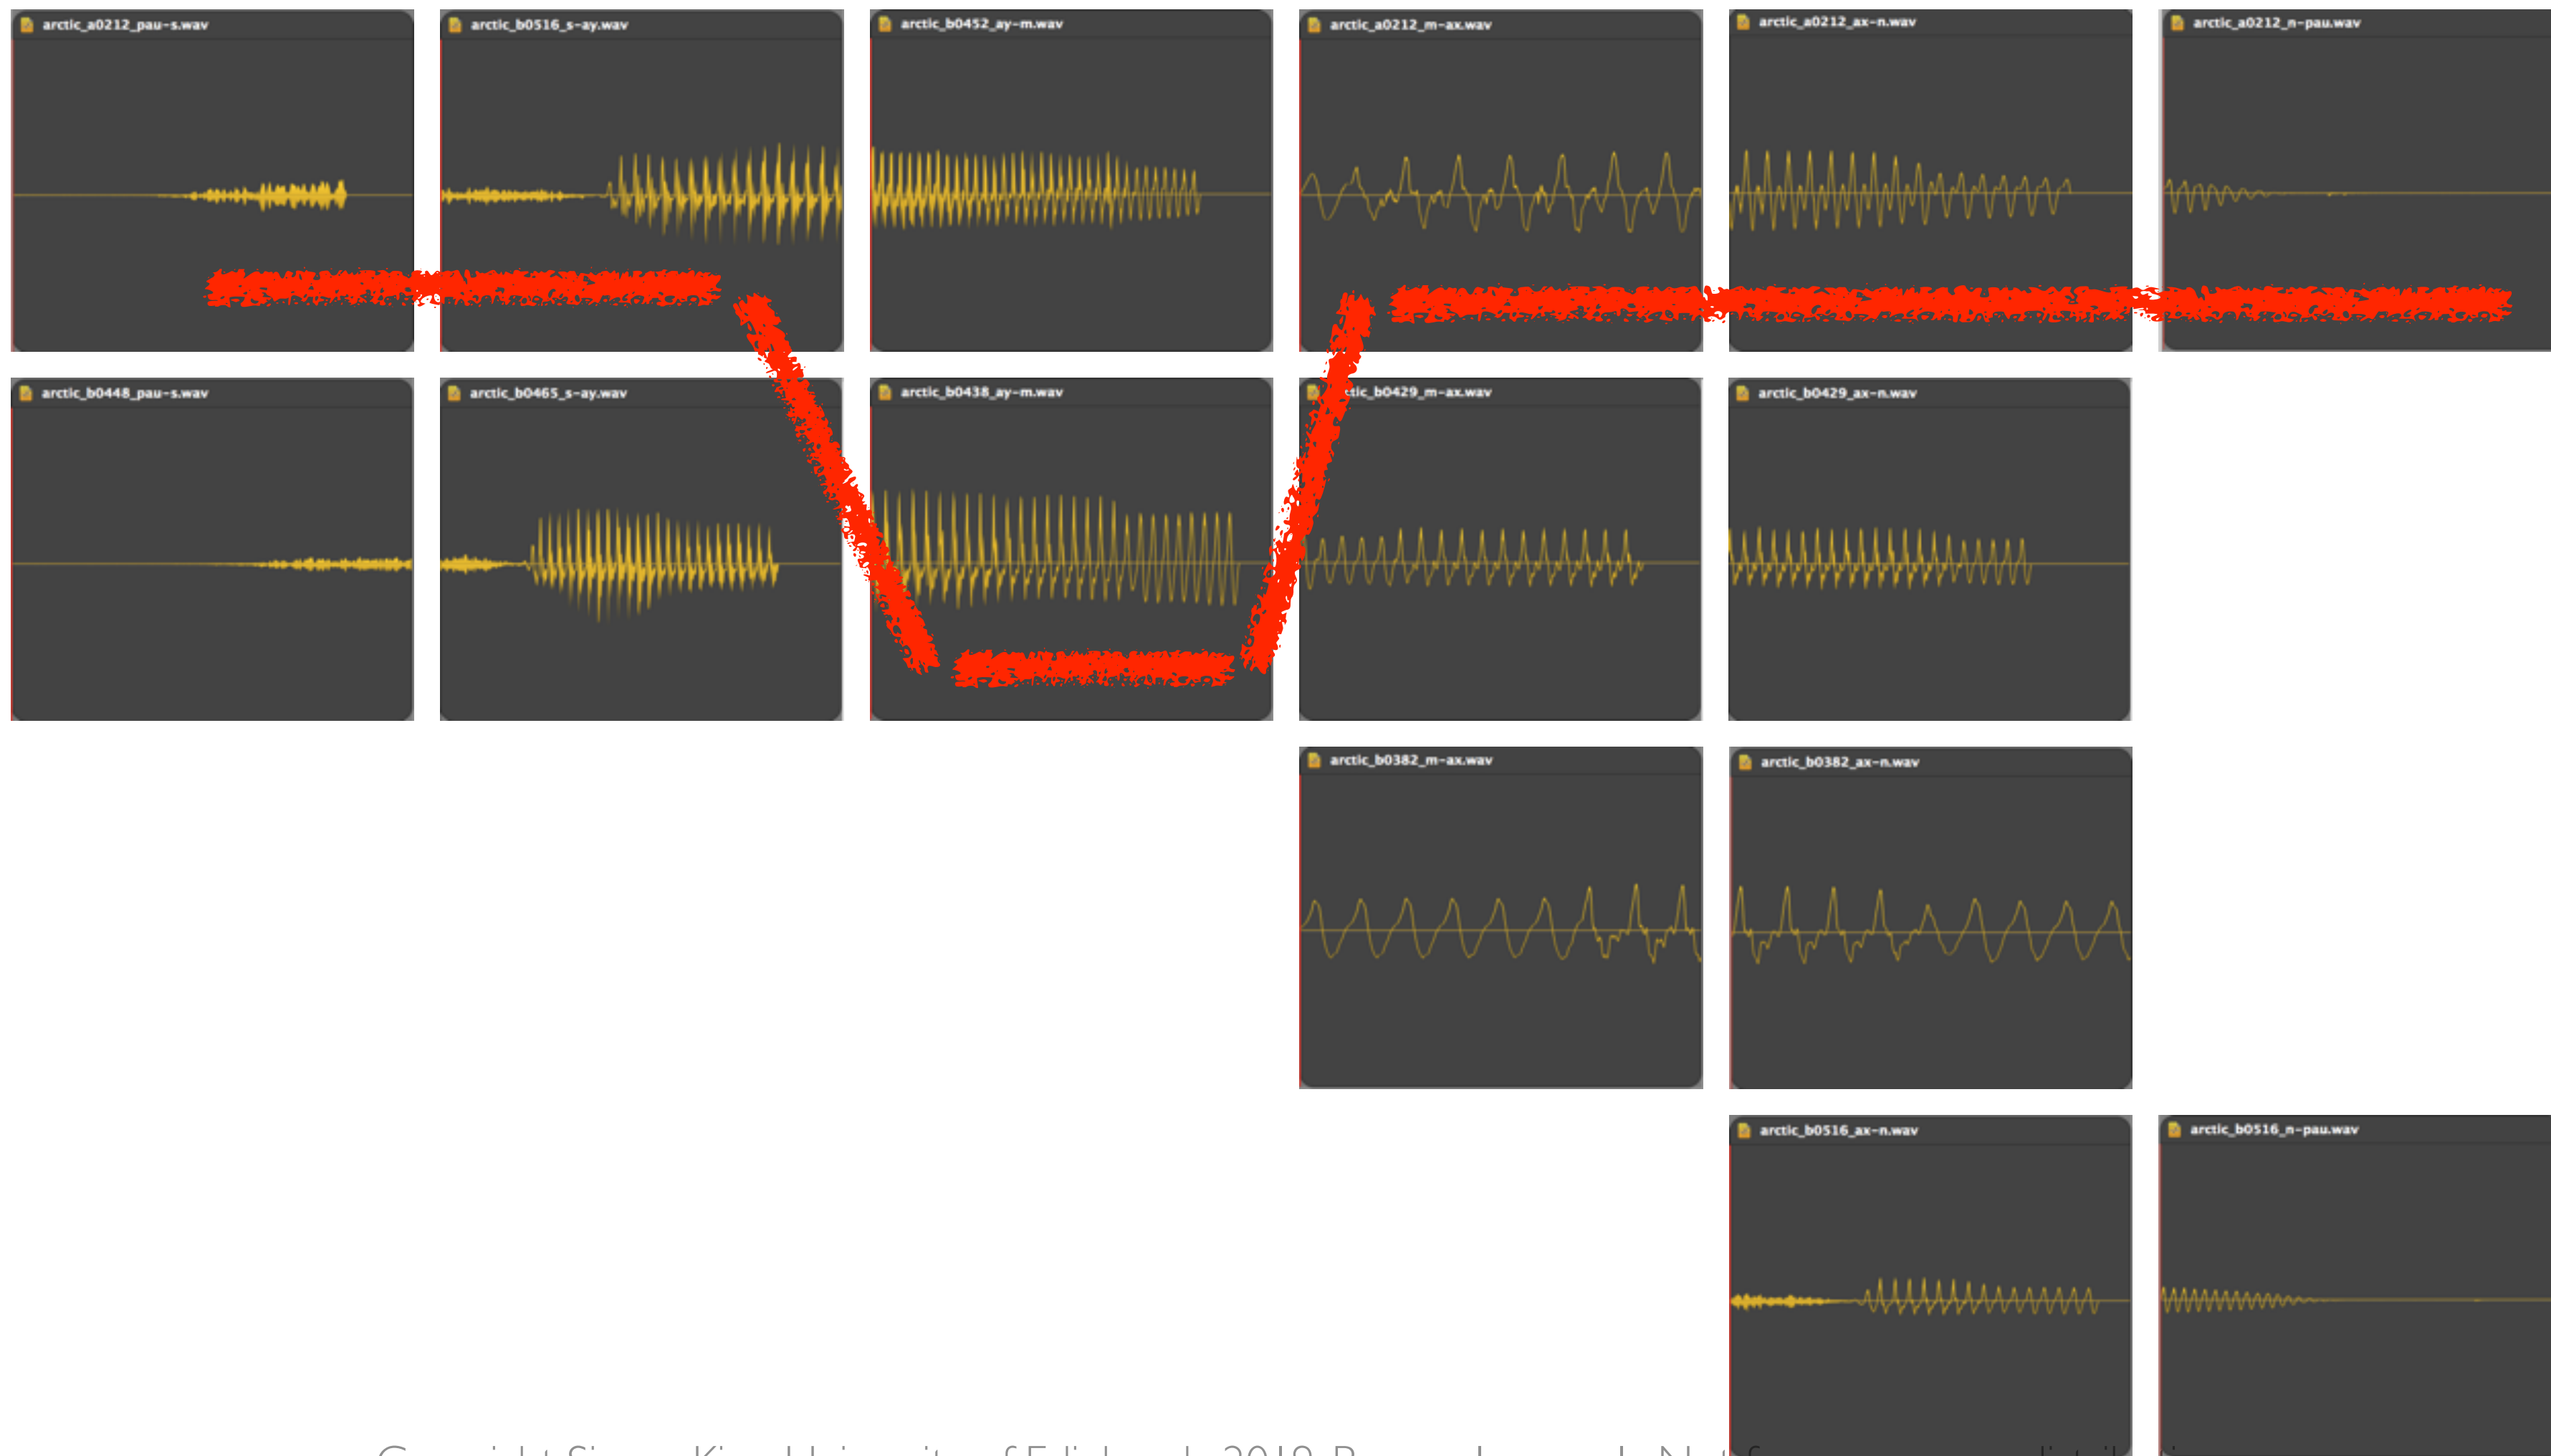 arctic_a0212_pau-s.wav arctic_b0516_s-ay.wav arctic_b0452_ay-m.wav arctic_a0212_m-ax.wav arctic_a0212_ax-n.wav arctic_a0212_n-pau.wav
arctic_b0448_pau-s.wav arctic_b0465_s-ay.wav arctic_b0438_ay-m.wav arctic_b0429_m-ax.wav arctic_b0429_ax-n.wav
arctic_b0382_m-ax.wav arctic_b0382_ax-n.wav
arctic_b0516_ax-n.wav arctic_b0516_n-pau.wav